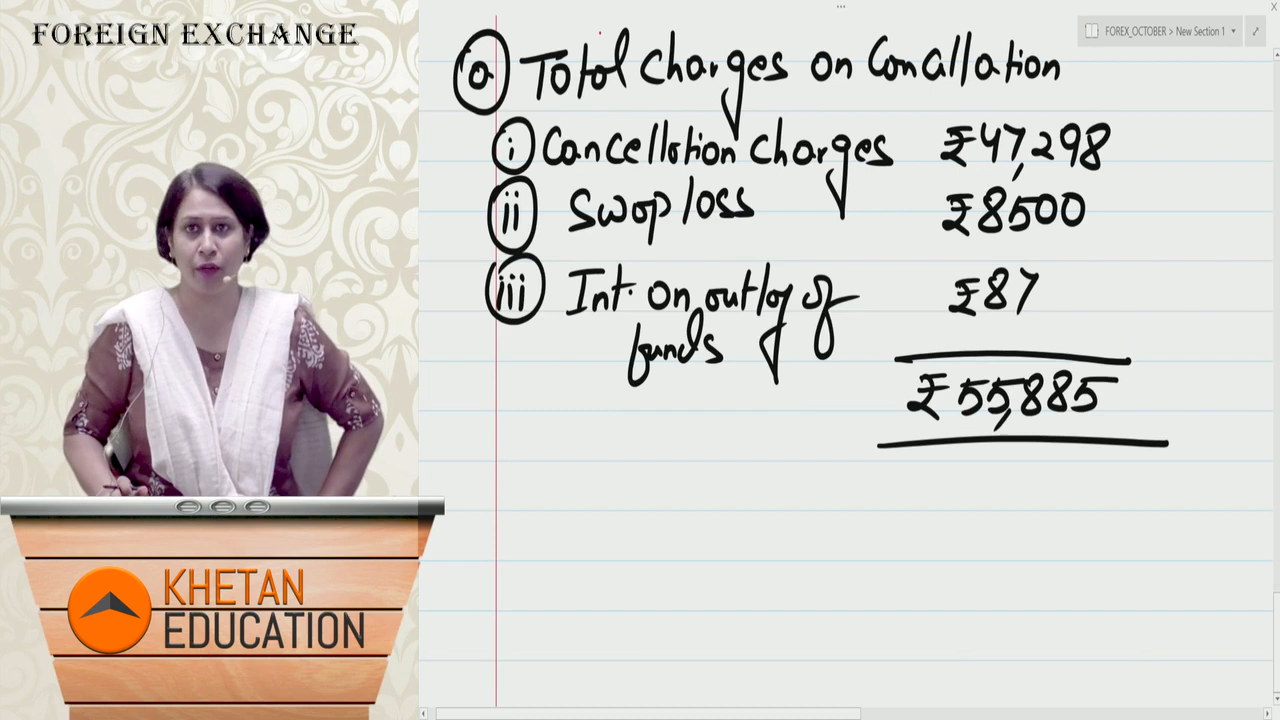 FOREIGN EXCHANGE
FOREX_OCTOBER > New Section 1
a Total charges on Concillation
i Cancellation charges ₹47,298
ii Swap loss ₹8500
iii Int. on outlay of funds ₹87
₹55,885
KHETAN
EDUCATION